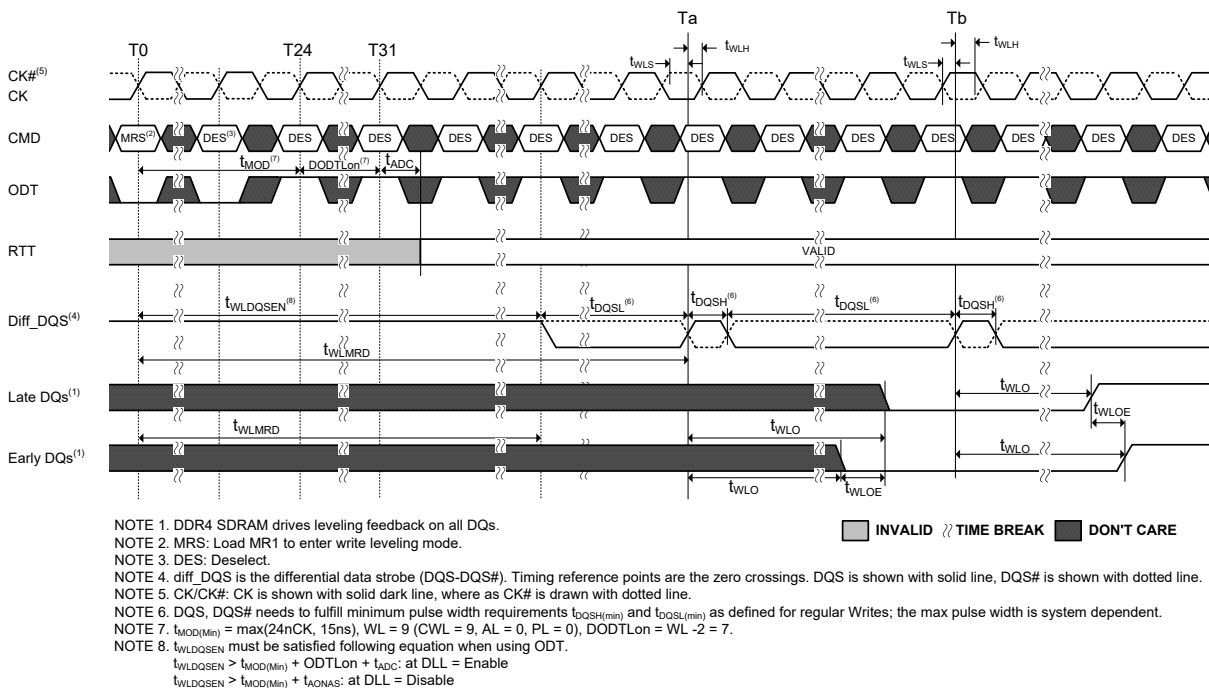 Ta Tb
tWLH tWLH
T0 T24 T31
tWLS tWLS
CK#(5)
CK
CMD MRS(2) DES(3) DES DES DES DES DES DES DES DES DES DES DES DES
tMOD(7) DODTLon(7) tADC
ODT
RTT VALID
tWLDQSEN(8) tDQSL(6) tDQSH(6) tDQSL(6) tDQSH(6)
Diff_DQS(4)
tWLMRD
tWLO
Late DQs(1)
tWLOE
tWLMRD tWLO tWLO
Early DQs(1)
tWLO tWLOE
NOTE 1. DDR4 SDRAM drives leveling feedback on all DQs.
INVALID TIME BREAK DON'T CARE
NOTE 2. MRS: Load MR1 to enter write leveling mode.
NOTE 3. DES: Deselect.
NOTE 4. diff_DQS is the differential data strobe (DQS-DQS#). Timing reference points are the zero crossings. DQS is shown with solid line, DQS# is shown with dotted line.
NOTE 5. CK/CK#: CK is shown with solid dark line, where as CK# is drawn with dotted line.
NOTE 6. DQS, DQS# needs to fulfill minimum pulse width requirements tDQSH(min) and tDQSL(min) as defined for regular Writes; the max pulse width is system dependent.
NOTE 7. tMOD(Min) = max(24nCK, 15ns), WL = 9 (CWL = 9, AL = 0, PL = 0), DODTLon = WL -2 = 7.
NOTE 8. tWLDQSEN must be satisfied following equation when using ODT.
tWLDQSEN > tMOD(Min) + ODTLon + tADC: at DLL = Enable
tWLDQSEN > tMOD(Min) + tAONAS: at DLL = Disable